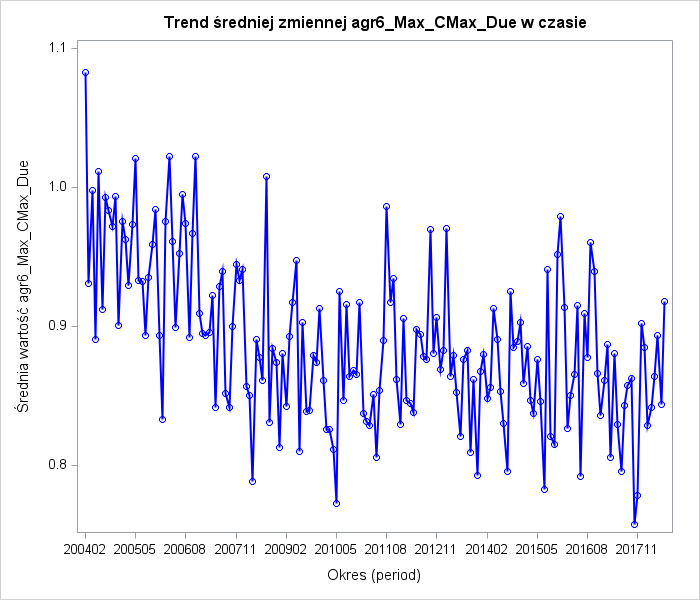 Trend średniej zmiennej agr6_Max_CMax_Due w czasie
Średnia wartość agr6_Max_CMax_Due
1.1
1.0
0.9
0.8
200402 200505 200608 200711 200902 201005 201108 201211 201402 201505 201608 201711
Okres (period)